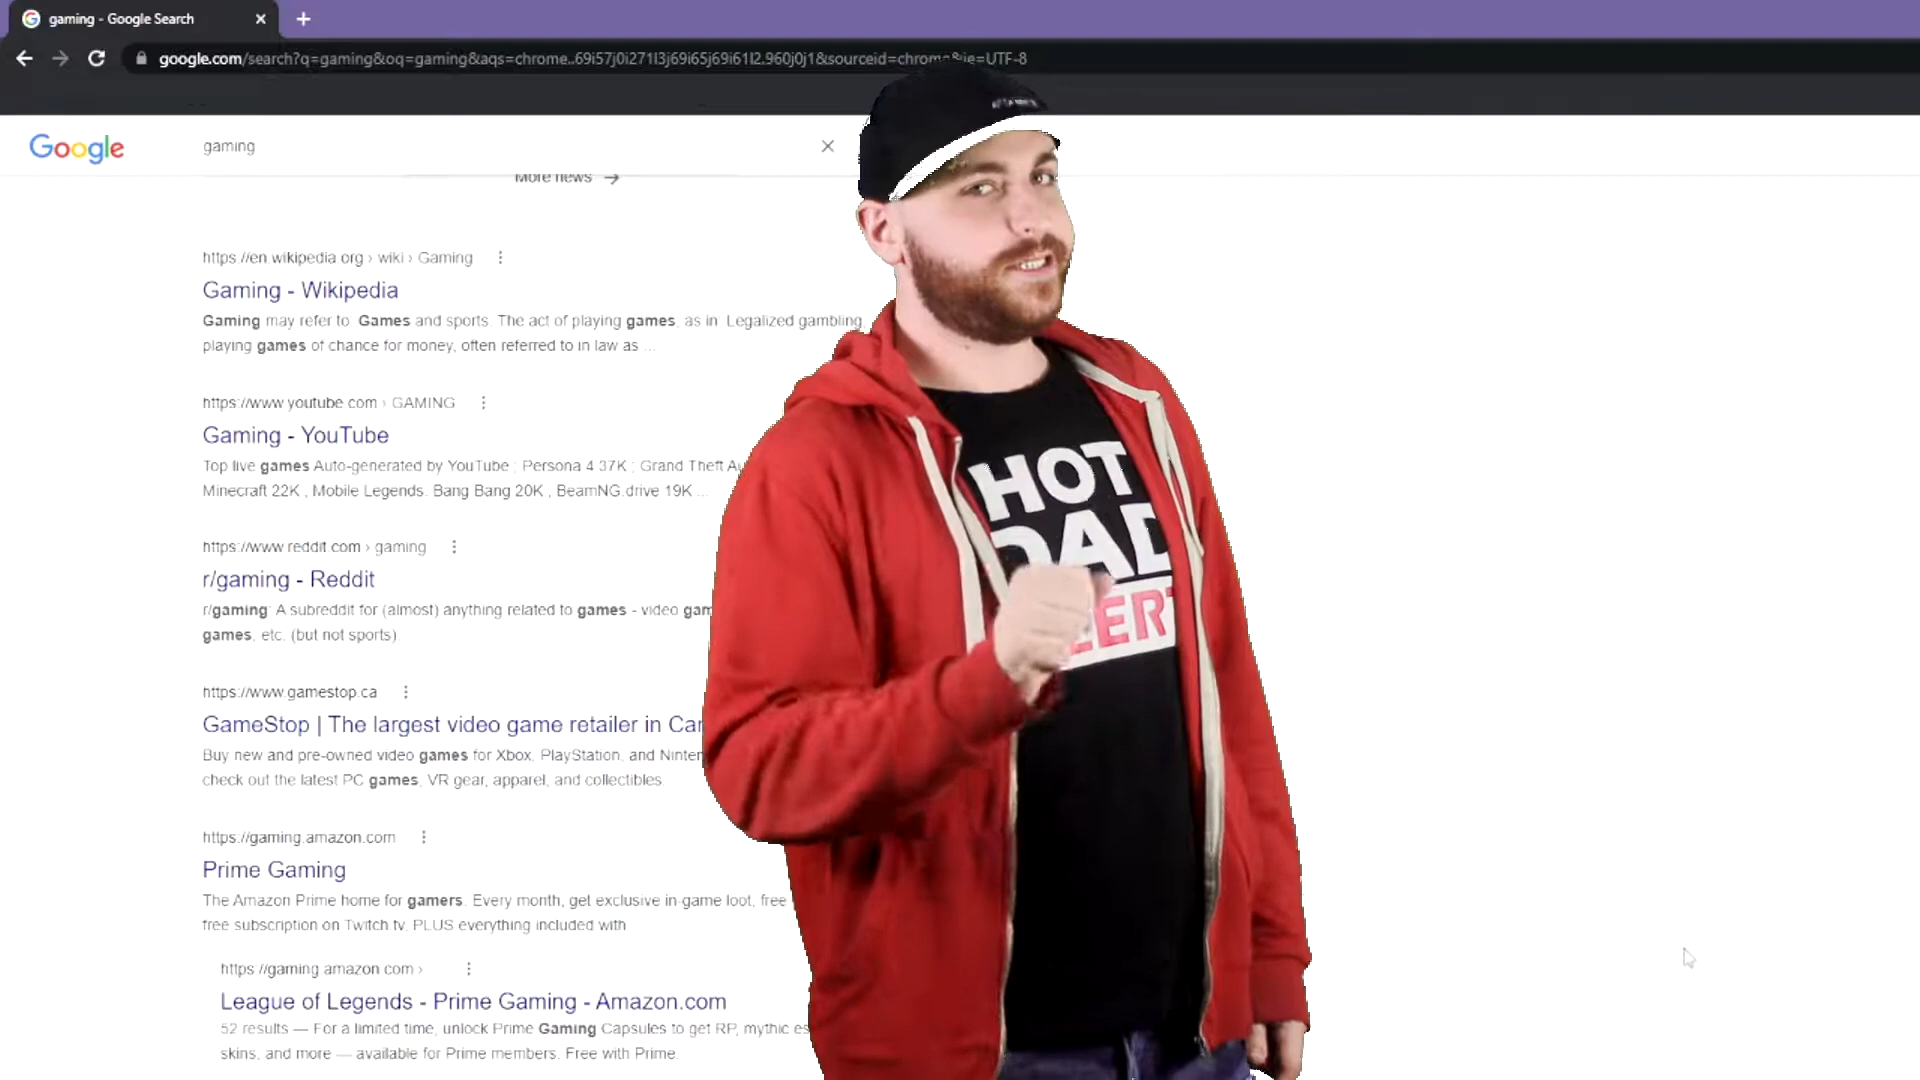 gaming - Google Search
google.com/search?q=gaming&oq=gaming&aqs=chrome..69i57j0i271l3j69i65j69i61l2.960j0j1&sourceid=chrome&ie=UTF-8
Google
gaming
More news
https://en.wikipedia.org › wiki › Gaming
Gaming - Wikipedia
Gaming may refer to: Games and sports. The act of playing games, as in: Legalized gambling,
playing games of chance for money, often referred to in law as ...
https://www.youtube.com › GAMING
Gaming - YouTube
Top live games Auto-generated by YouTube ; Persona 4 37K ; Grand Theft Au
Minecraft 22K ; Mobile Legends: Bang Bang 20K ; BeamNG.drive 19K ...
https://www.reddit.com › gaming
r/gaming - Reddit
r/gaming: A subreddit for (almost) anything related to games - video gam
games, etc. (but not sports).
https://www.gamestop.ca
GameStop | The largest video game retailer in Can
Buy new and pre-owned video games for Xbox, PlayStation, and Ninten
check out the latest PC games, VR gear, apparel, and collectibles.
https://gaming.amazon.com
Prime Gaming
The Amazon Prime home for gamers. Every month, get exclusive in-game loot, free
free subscription on Twitch.tv, PLUS everything included with
https://gaming.amazon.com ›
League of Legends - Prime Gaming - Amazon.com
52 results — For a limited time, unlock Prime Gaming Capsules to get RP, mythic es
skins, and more — available for Prime members. Free with Prime.
HOT
DAD
ERT